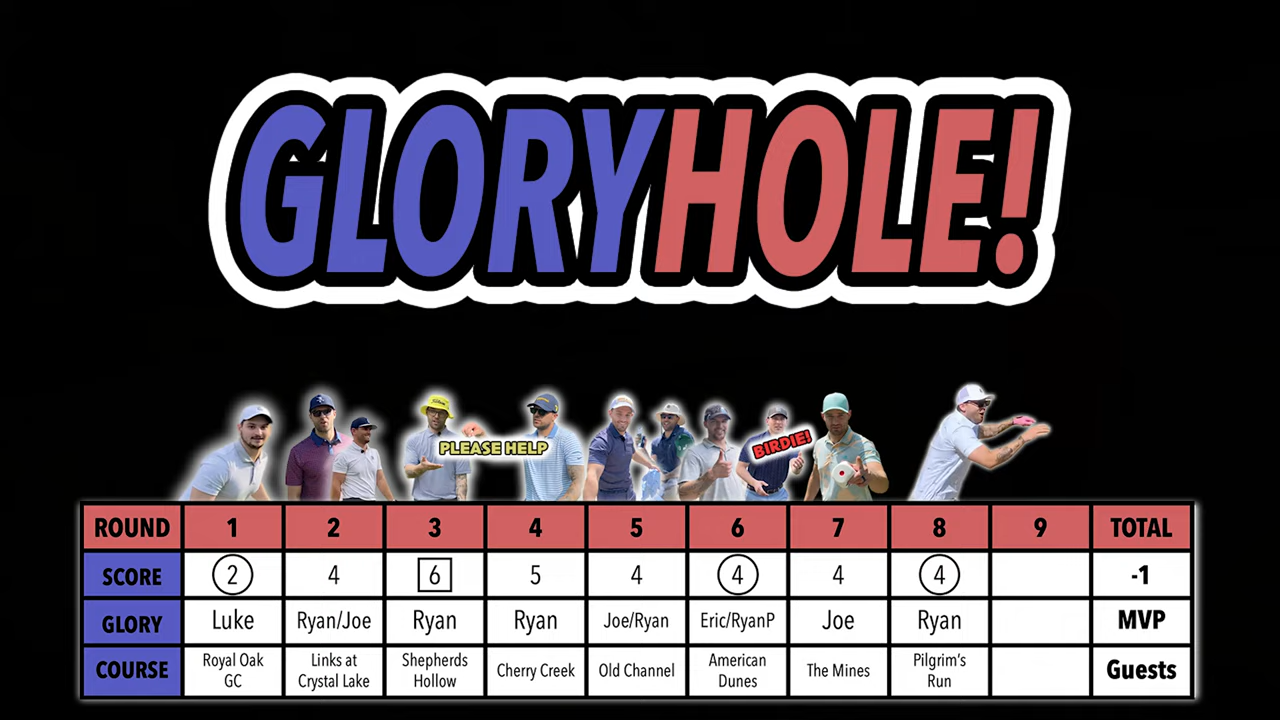 GLORYHOLE!
PLEASE HELP
BIRDIE!
ROUND 1 2 3 4 5 6 7 8 9 TOTAL
SCORE 2 4 6 5 4 4 4 4 -1
GLORY Luke Ryan/Joe Ryan Ryan Joe/Ryan Eric/RyanP Joe Ryan MVP
COURSE Royal Oak GC Links at Crystal Lake Shepherds Hollow Cherry Creek Old Channel American Dunes The Mines Pilgrim's Run Guests